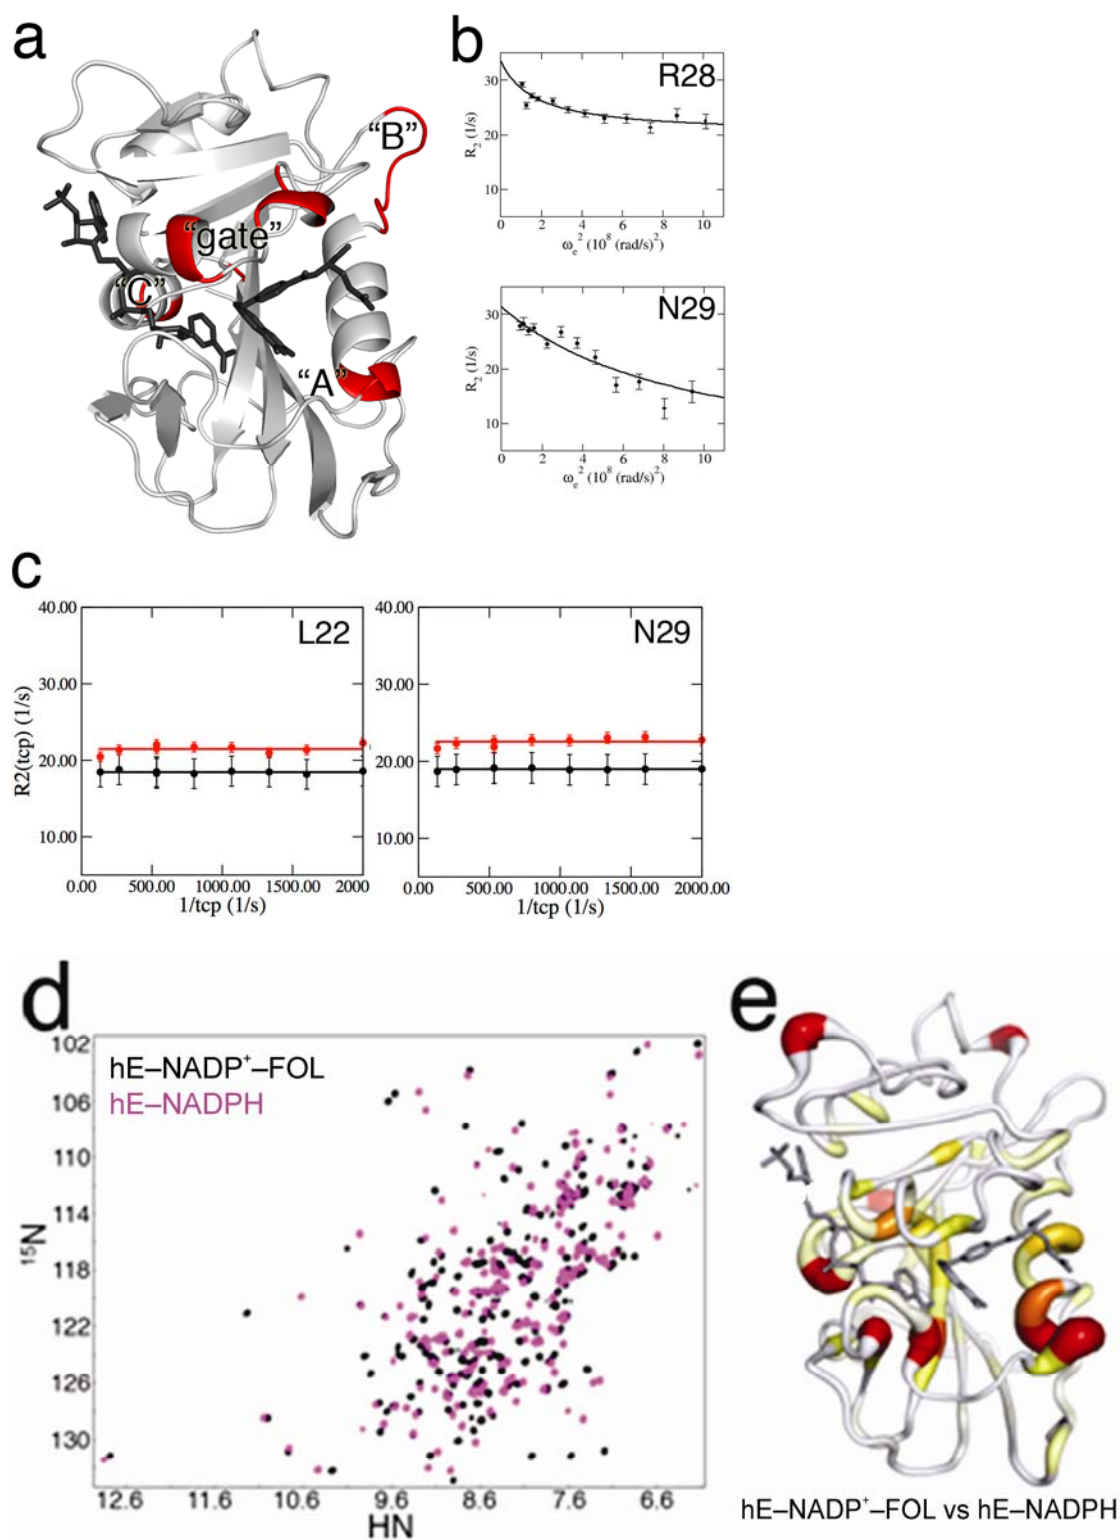 a
"B"
"gate"
"C"
"A"
b
R28
30
20
10
R₂ (1/s)
0 2 4 6 8 10
ωₑ² (10⁸ (rad/s)²)
N29
30
20
10
R₂ (1/s)
0 2 4 6 8 10
ωₑ² (10⁸ (rad/s)²)
c
L22
40.00
30.00
20.00
10.00
R2(tcp) (1/s)
0.00 500.00 1000.00 1500.00 2000
1/tcp (1/s)
N29
40.00
30.00
20.00
10.00
0.00 500.00 1000.00 1500.00 2000.00
1/tcp (1/s)
d
hE–NADP⁺–FOL
hE–NADPH
102
106
110
114
118
122
126
130
¹⁵N
12.6 11.6 10.6 9.6 8.6 7.6 6.6
HN
e
hE–NADP⁺–FOL vs hE–NADPH